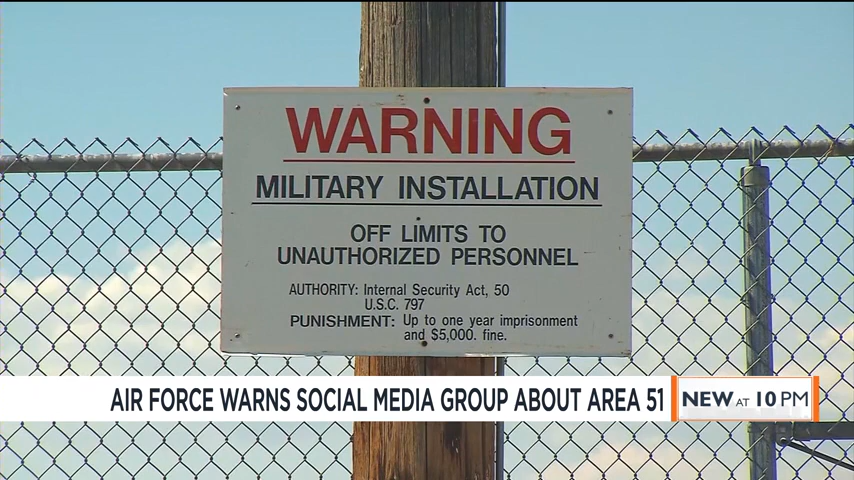 WARNING
MILITARY INSTALLATION
OFF LIMITS TO
UNAUTHORIZED PERSONNEL
AUTHORITY: Internal Security Act, 50
U.S.C. 797
PUNISHMENT: Up to one year imprisonment
and $5,000. fine.
AIR FORCE WARNS SOCIAL MEDIA GROUP ABOUT AREA 51
NEW AT 10 PM